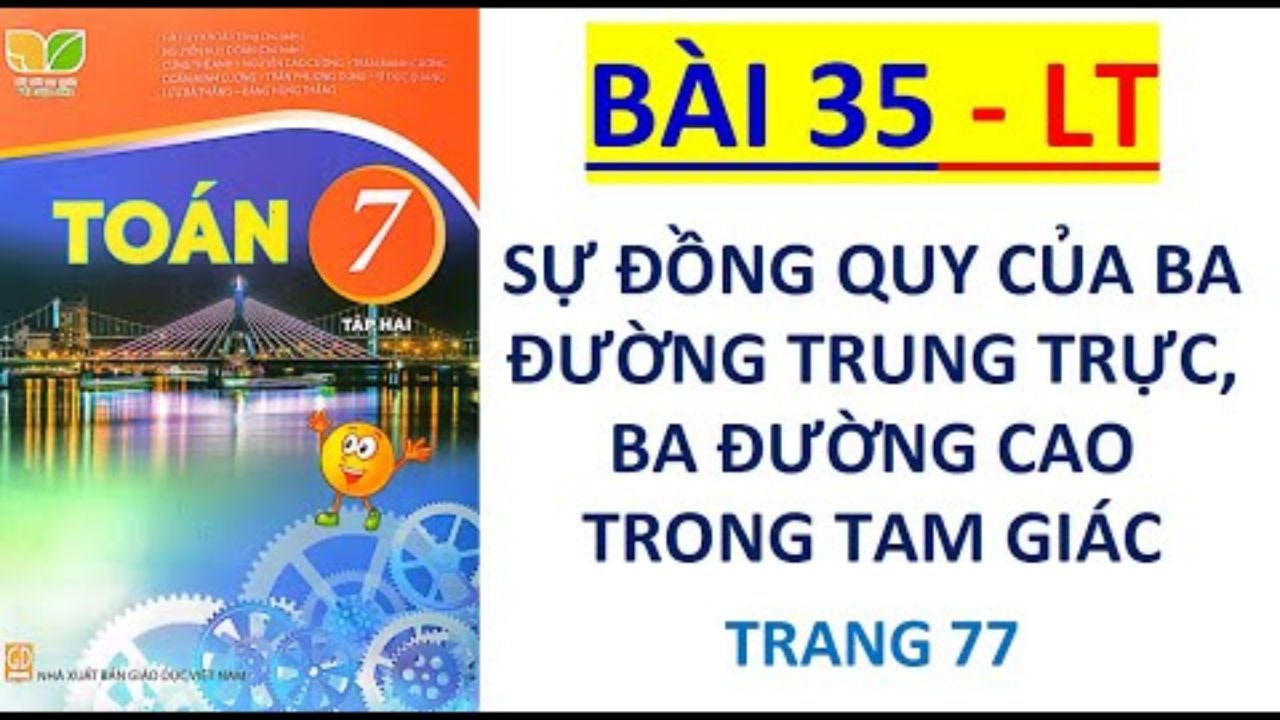 TOÁN 7
TẬP HAI
NHÀ XUẤT BẢN GIÁO DỤC VIỆT NAM
BÀI 35 - LT
SỰ ĐỒNG QUY CỦA BA
ĐƯỜNG TRUNG TRỰC,
BA ĐƯỜNG CAO
TRONG TAM GIÁC
TRANG 77